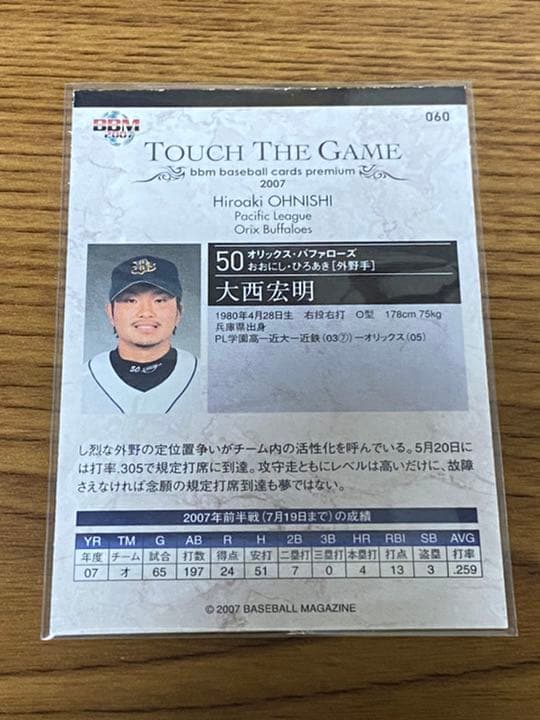 BBM
2007
060
TOUCH THE GAME
bbm baseball cards premium
2007
Hiroaki OHNISHI
Pacific League
Orix Buffaloes
50 オリックス・バファローズ
おおにし・ひろあき[外野手]
大西宏明
1980年4月28日生 右投右打 O型 178cm 75kg
兵庫県出身
PL学園高ー近大ー近鉄(03⑦)ーオリックス(05)
し烈な外野の定位置争いがチーム内の活性化を呼んでいる。5月20日に
は打率.305で規定打席に到達。攻守走ともにレベルは高いだけに、故障
さえなければ念願の規定打席到達も夢ではない。
2007年前半戦(7月19日まで)の成績
YR TM G AB R H 2B 3B HR RBI SB AVG
年度 チーム 試合 打数 得点 安打 二塁打 三塁打 本塁打 打点 盗塁 打率
07 オ 65 197 24 51 7 0 4 13 3 .259
© 2007 BASEBALL MAGAZINE